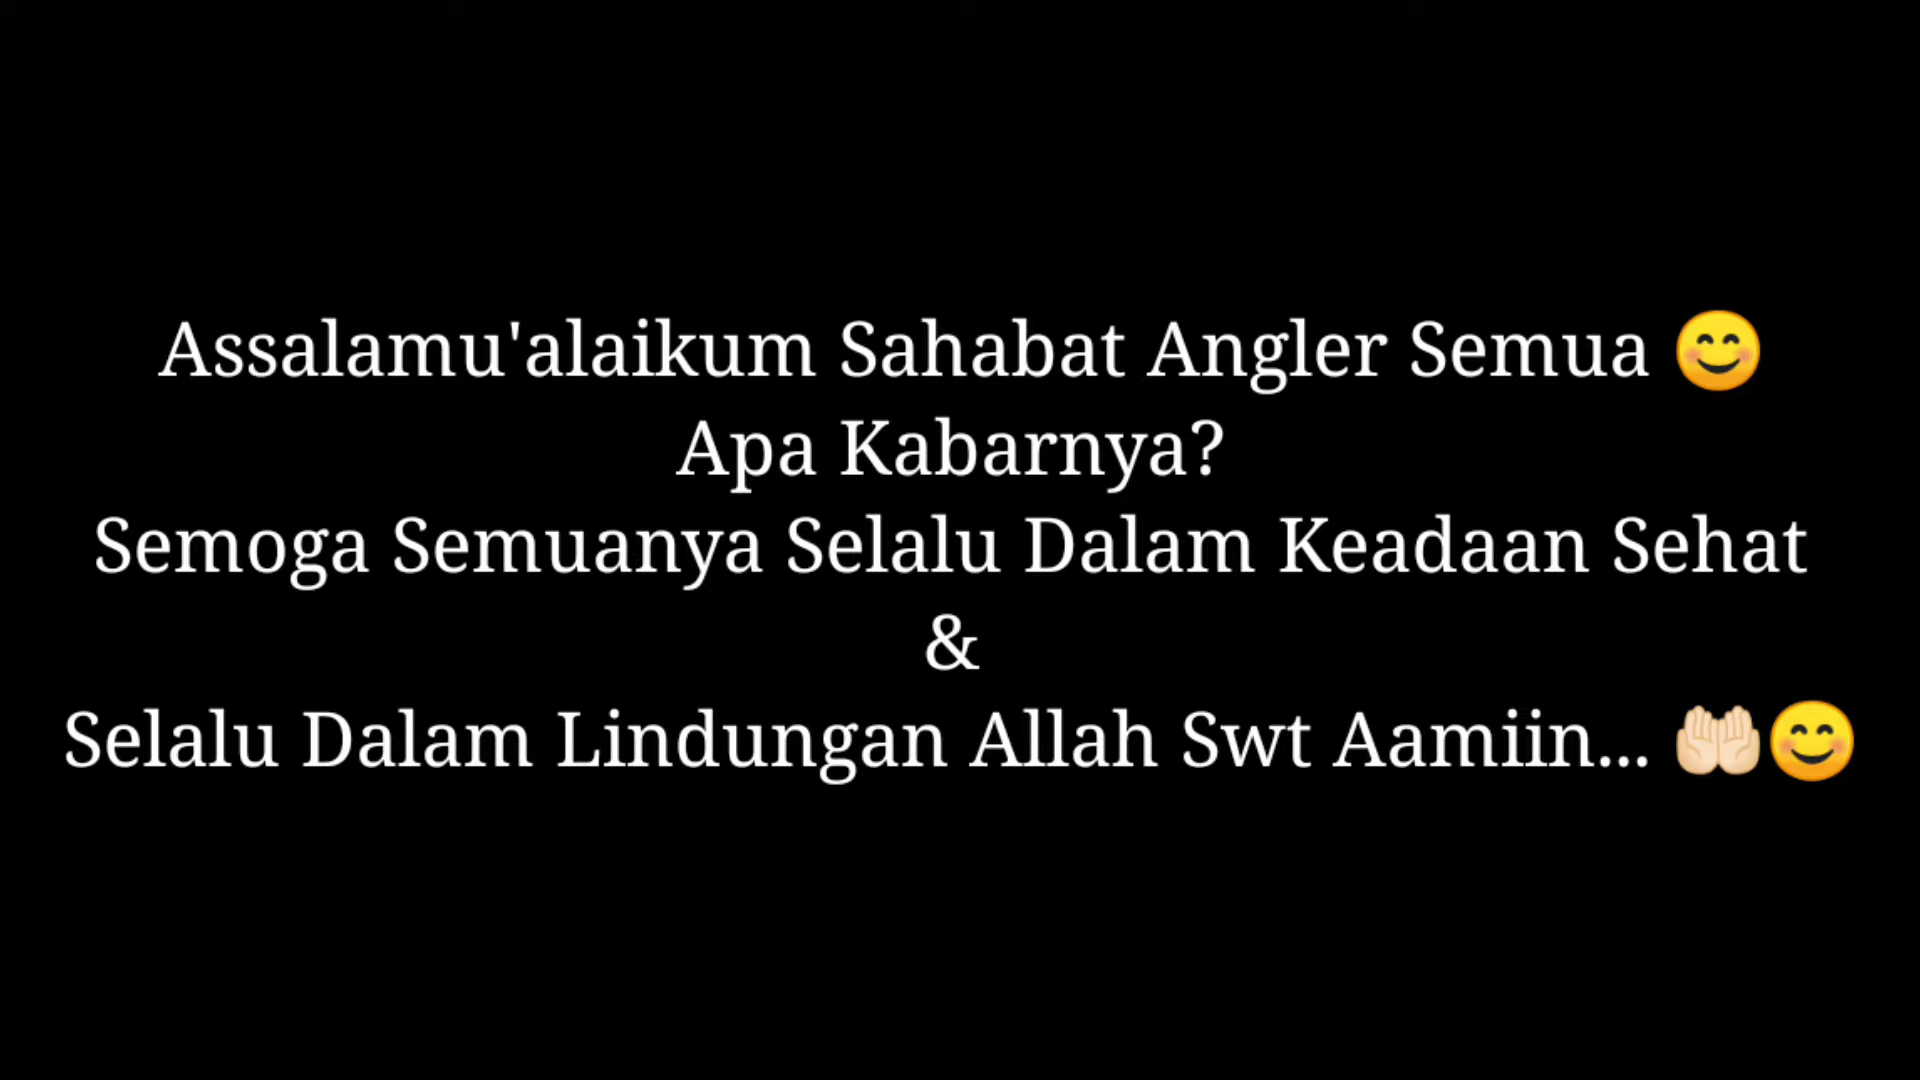 Assalamu'alaikum Sahabat Angler Semua 😊
Apa Kabarnya?
Semoga Semuanya Selalu Dalam Keadaan Sehat
&
Selalu Dalam Lindungan Allah Swt Aamiin... 🤲🏻😊